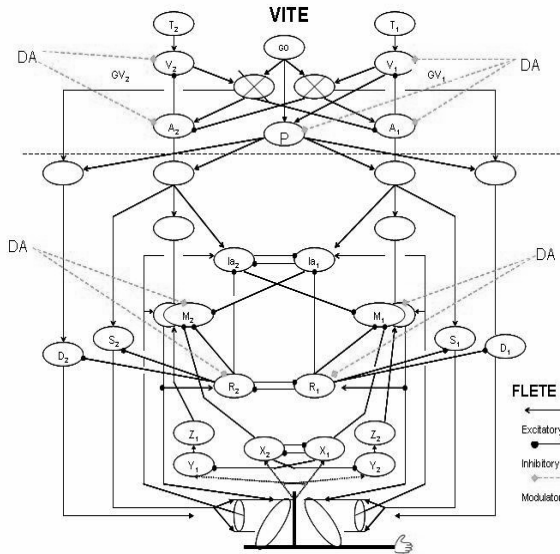 VITE
T₂
T₁
GO
DA
V₂
V₁
DA
GV₂
GV₁
A₂
A₁
P
DA
DA
Ia₂
Ia₁
M₂
M₁
S₂
S₁
D₂
D₁
R₂
R₁
FLETE
Excitatory
Inhibitory
Modulator
Z₁
Z₂
X₂
X₁
Y₁
Y₂